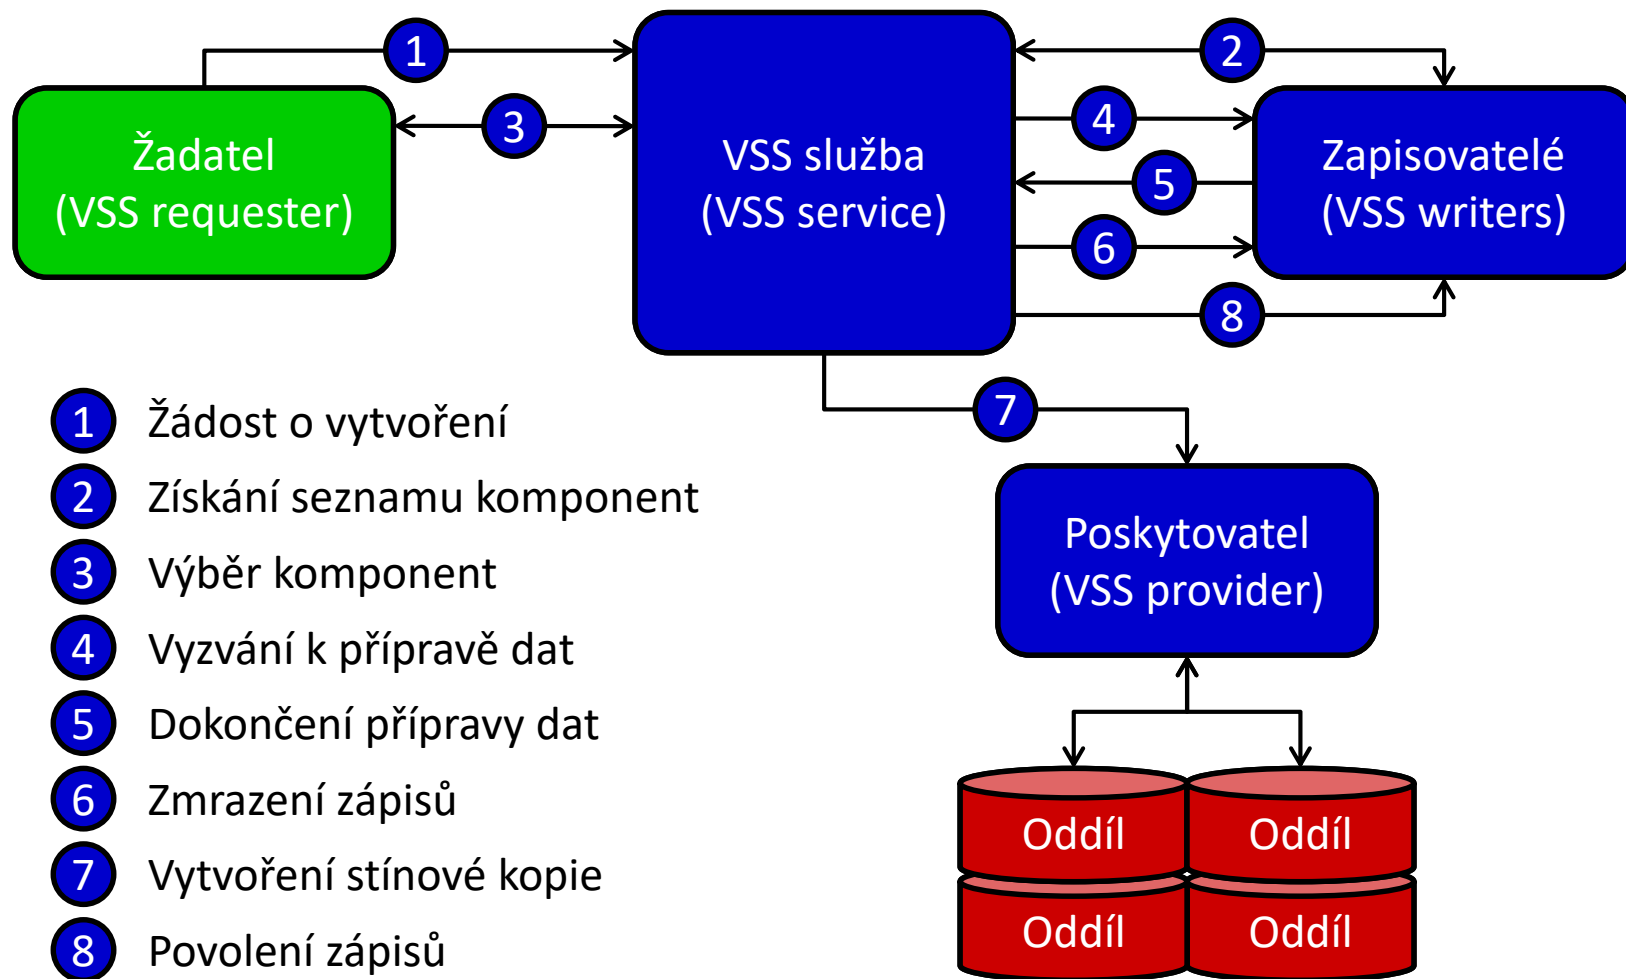 1
2
3
4
5
6
8
7
Žadatel
(VSS requester)
VSS služba
(VSS service)
Zapisovatelé
(VSS writers)
Poskytovatel
(VSS provider)
Oddíl
Oddíl
Oddíl
Oddíl
1 Žádost o vytvoření
2 Získání seznamu komponent
3 Výběr komponent
4 Vyzvání k přípravě dat
5 Dokončení přípravy dat
6 Zmrazení zápisů
7 Vytvoření stínové kopie
8 Povolení zápisů